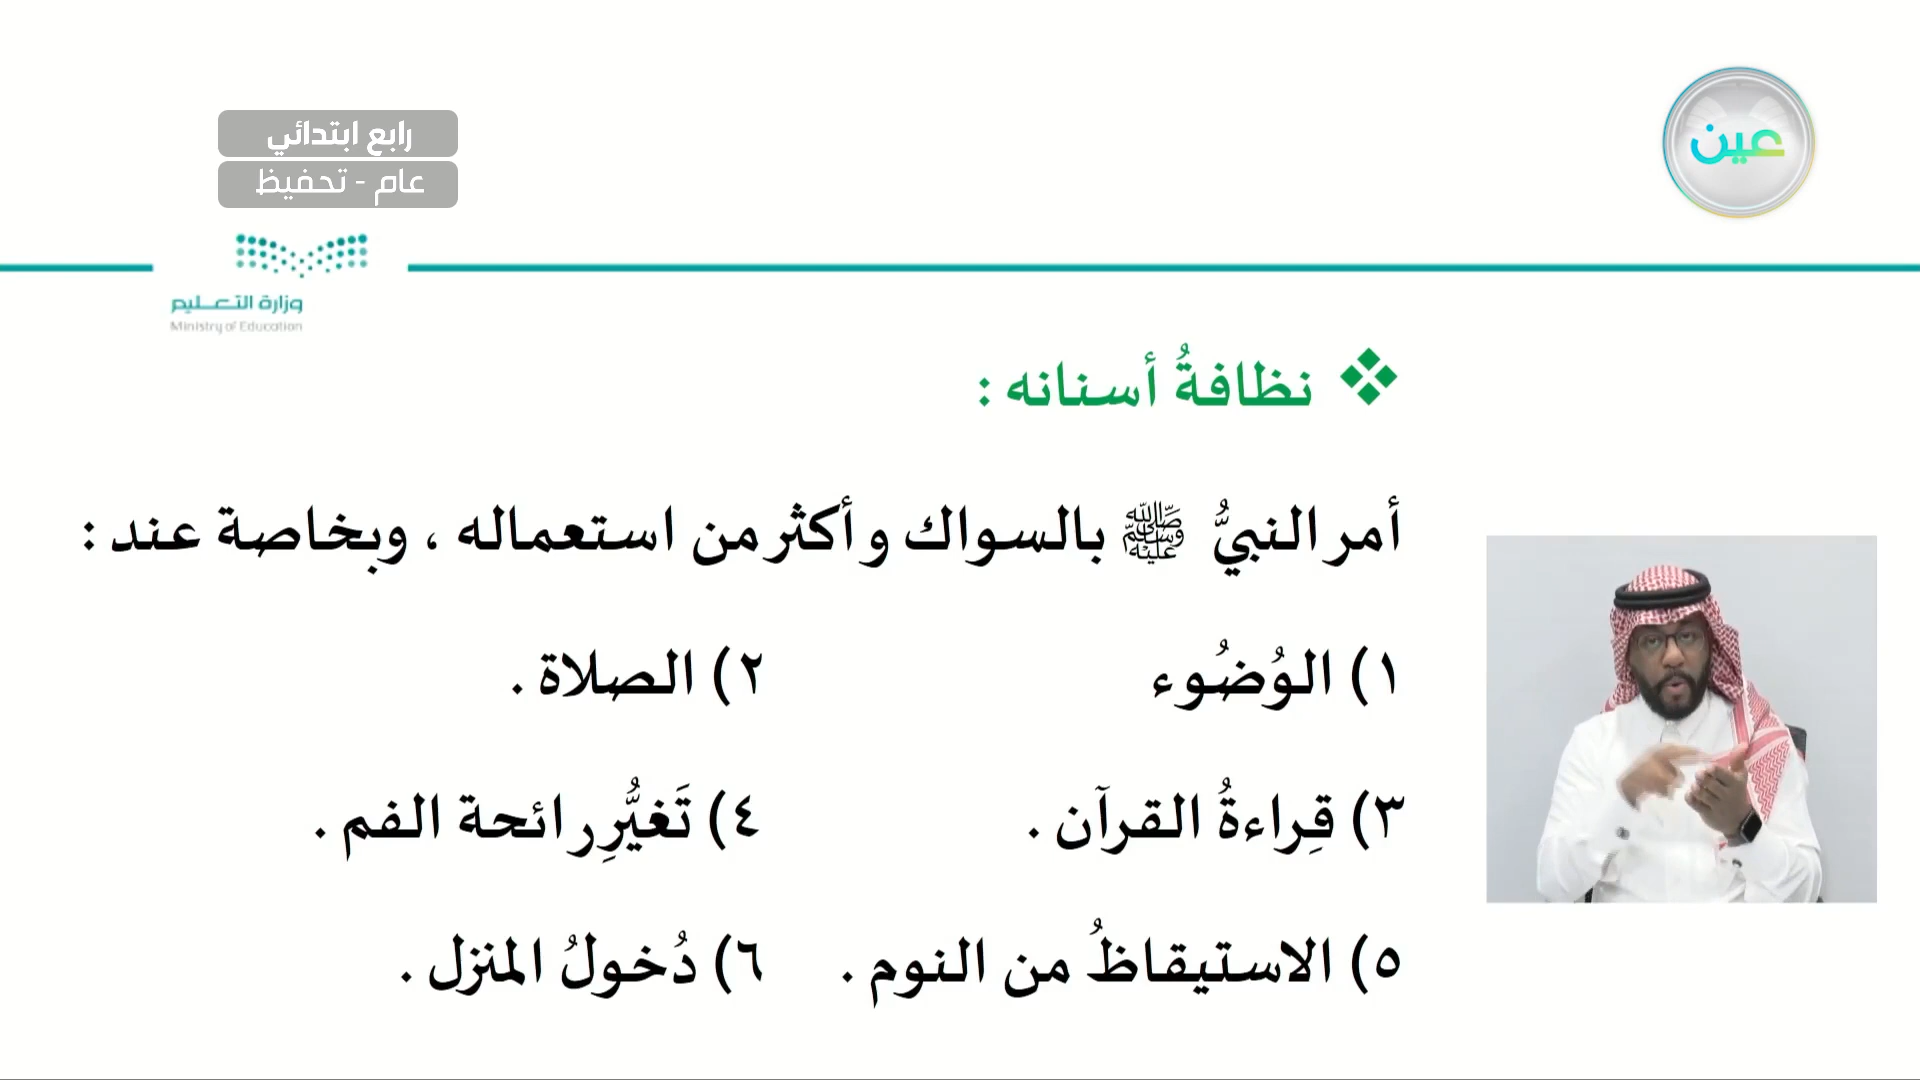 عين
رابع ابتدائي
عام - تحفيظ
وزارة التعليم
Ministry of Education
❖ نظافةُ أسنانه :
أمر النبيُّ ﷺ بالسواك وأكثر من استعماله ، وبخاصة عند :
١) الوُضُوء
٢) الصلاة .
٣) قِراءةُ القرآن .
٤) تَغيُّرِ رائحة الفم .
٥) الاستيقاظُ من النوم .
٦) دُخولُ المنزل .